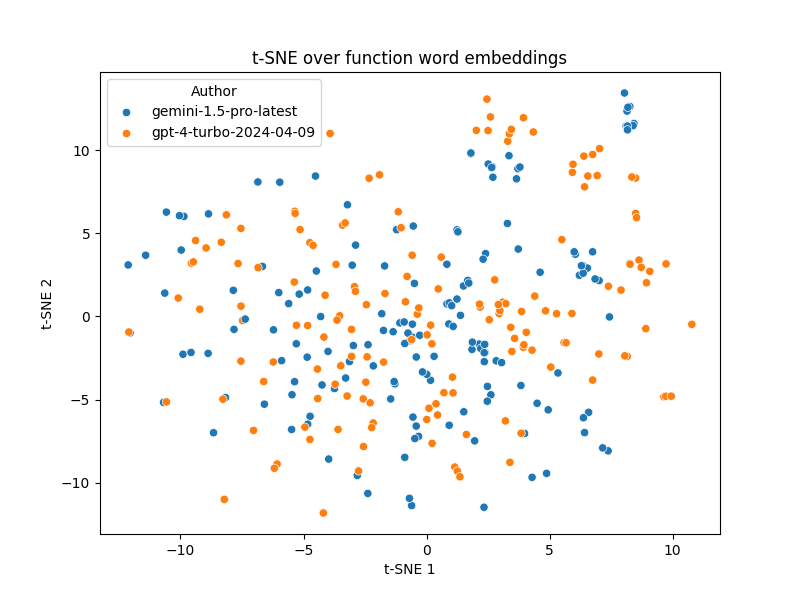 t-SNE over function word embeddings
Author
gemini-1.5-pro-latest
gpt-4-turbo-2024-04-09
10
5
0
−5
−10
t-SNE 2
−10 −5 0 5 10
t-SNE 1